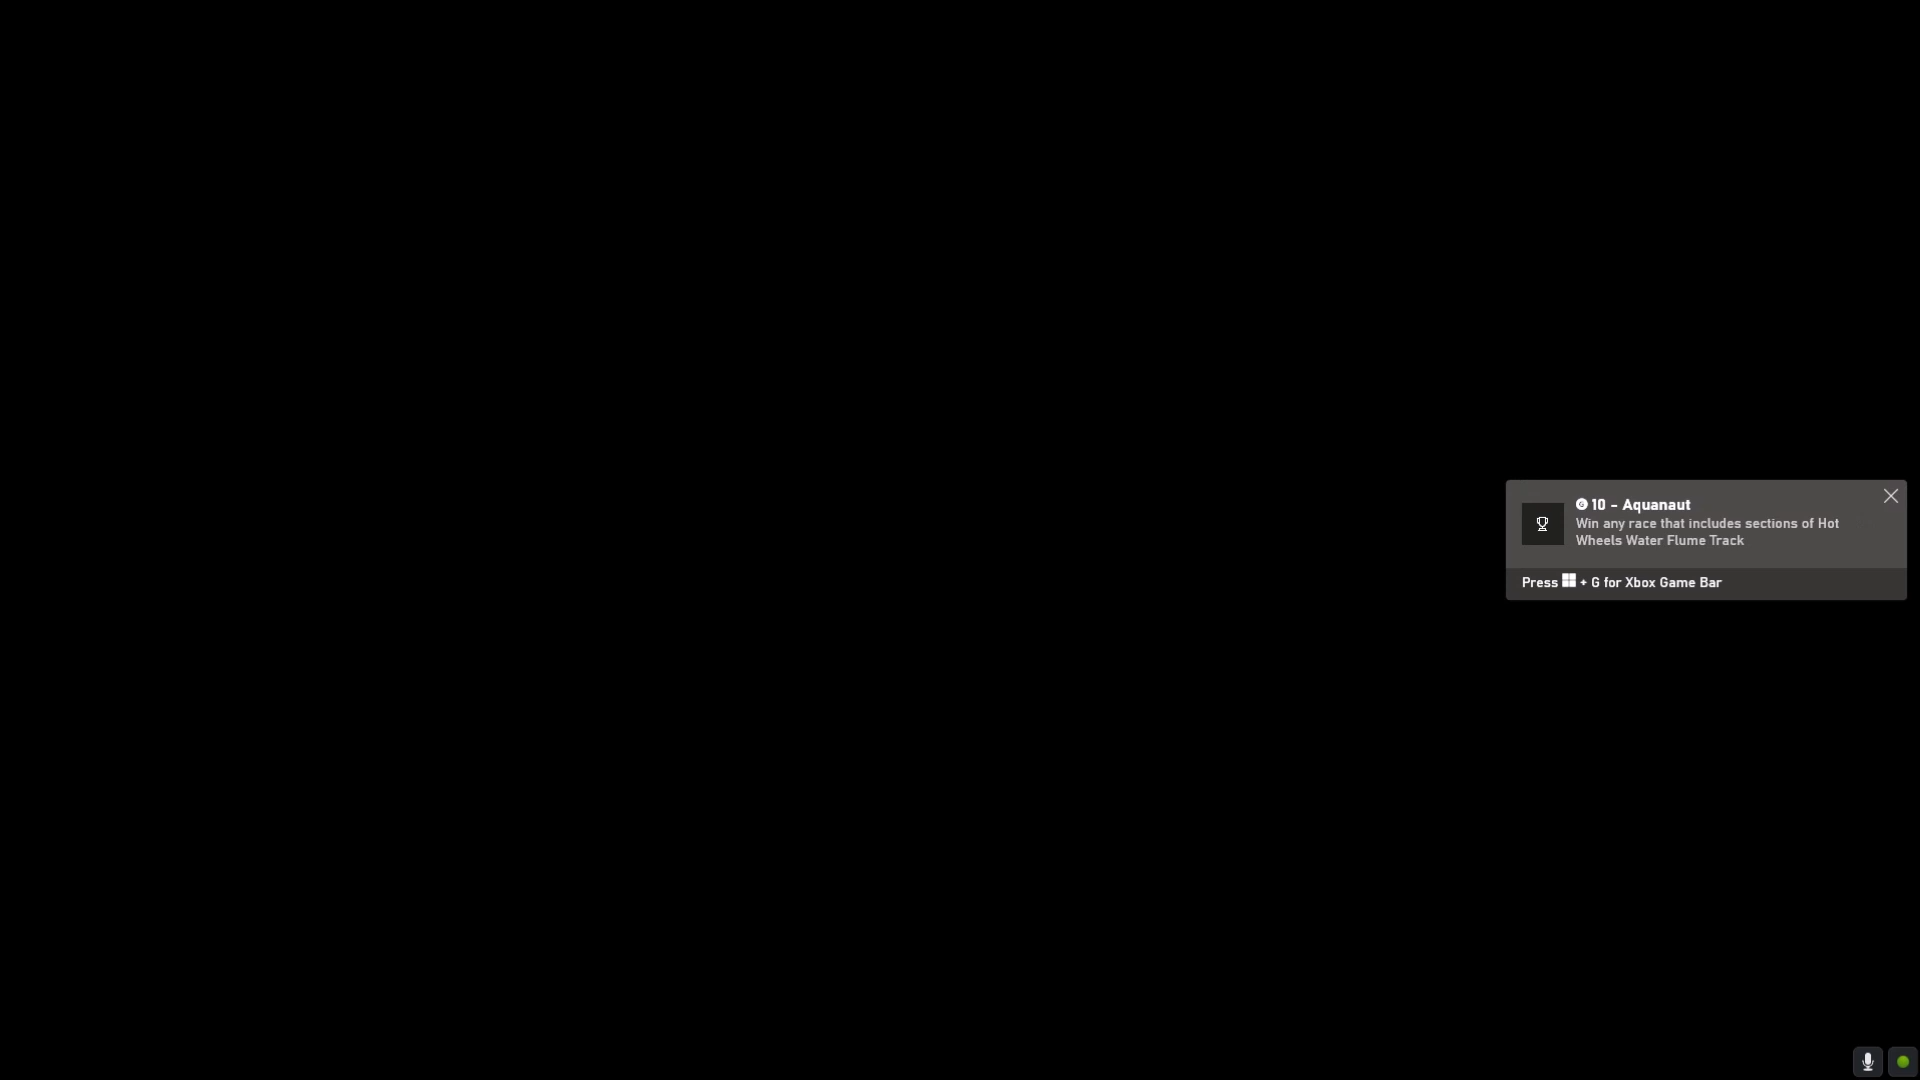 10 - Aquanaut
Win any race that includes sections of Hot
Wheels Water Flume Track
Press + G for Xbox Game Bar